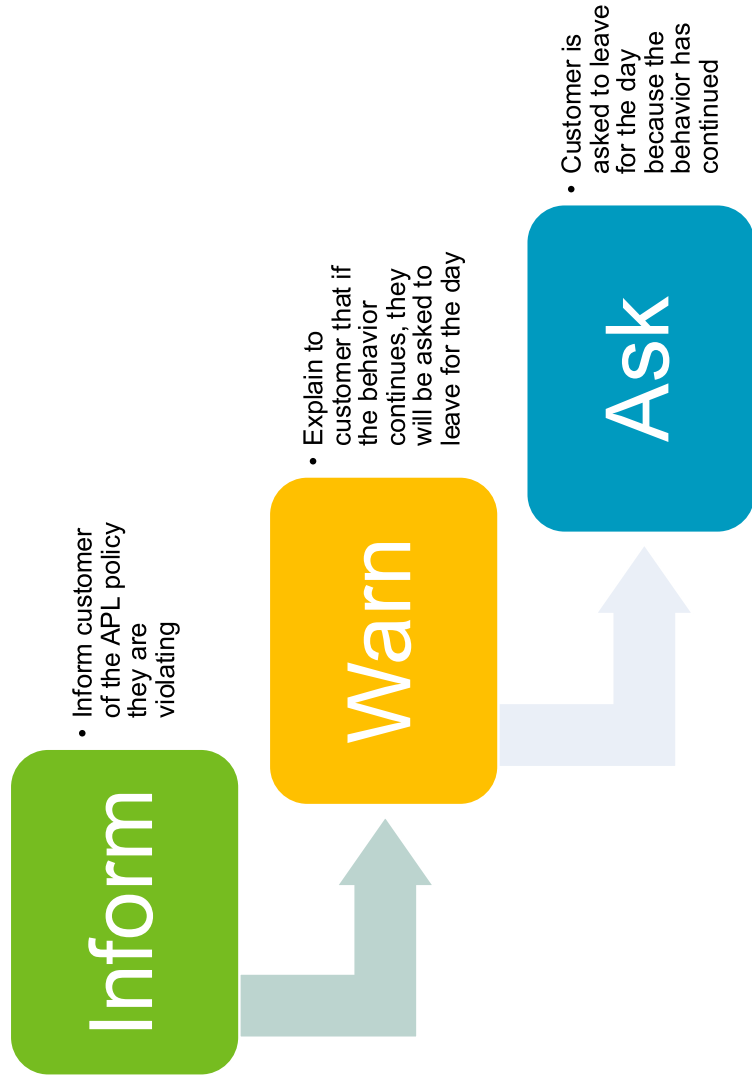 Inform
• Inform customer
of the APL policy
they are
violating
Warn
• Explain to
customer that if
the behavior
continues, they
will be asked to
leave for the day
Ask
• Customer is
asked to leave
for the day
because the
behavior has
continued